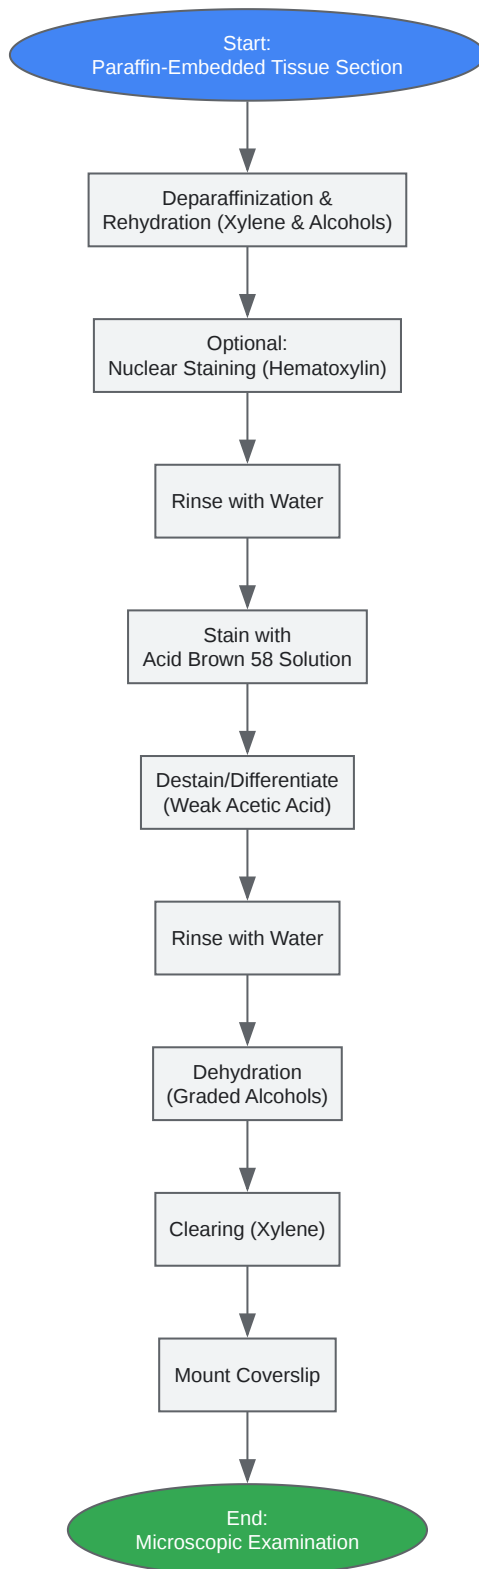 Start:
Paraffin-Embedded Tissue Section
Deparaffinization &
Rehydration (Xylene & Alcohols)
Optional:
Nuclear Staining (Hematoxylin)
Rinse with Water
Stain with
Acid Brown 58 Solution
Destain/Differentiate
(Weak Acetic Acid)
Rinse with Water
Dehydration
(Graded Alcohols)
Clearing (Xylene)
Mount Coverslip
End:
Microscopic Examination